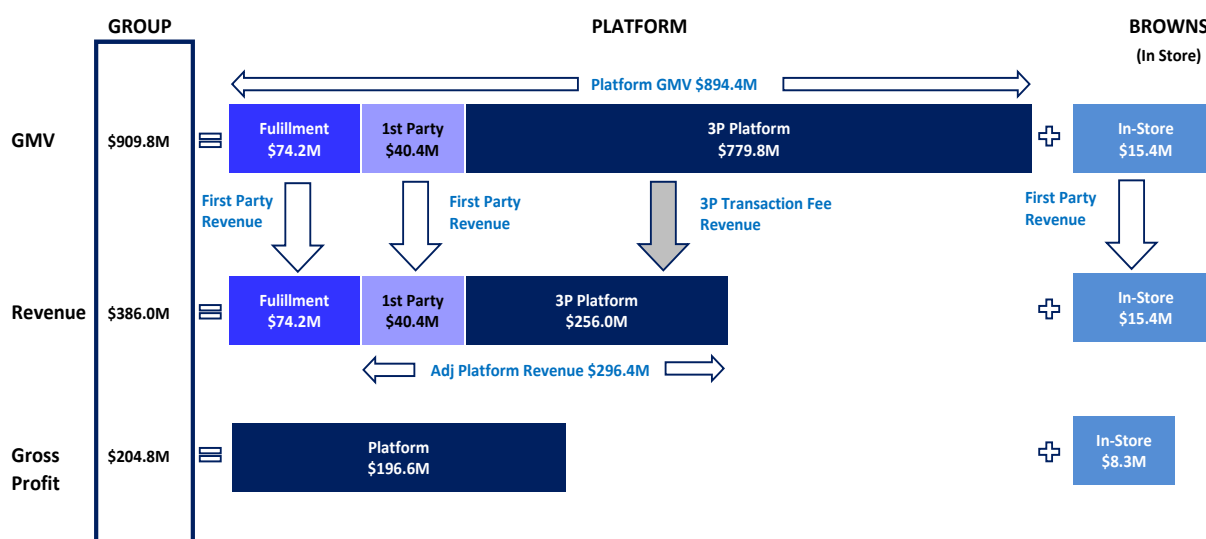 GROUP
PLATFORM
BROWNS
(In Store)
Platform GMV $894.4M
GMV
$909.8M
Fulillment
$74.2M
1st Party
$40.4M
3P Platform
$779.8M
In-Store
$15.4M
First Party
Revenue
First Party
Revenue
3P Transaction Fee
Revenue
First Party
Revenue
Revenue
$386.0M
Fulillment
$74.2M
1st Party
$40.4M
3P Platform
$256.0M
In-Store
$15.4M
Adj Platform Revenue $296.4M
Gross
Profit
$204.8M
Platform
$196.6M
In-Store
$8.3M